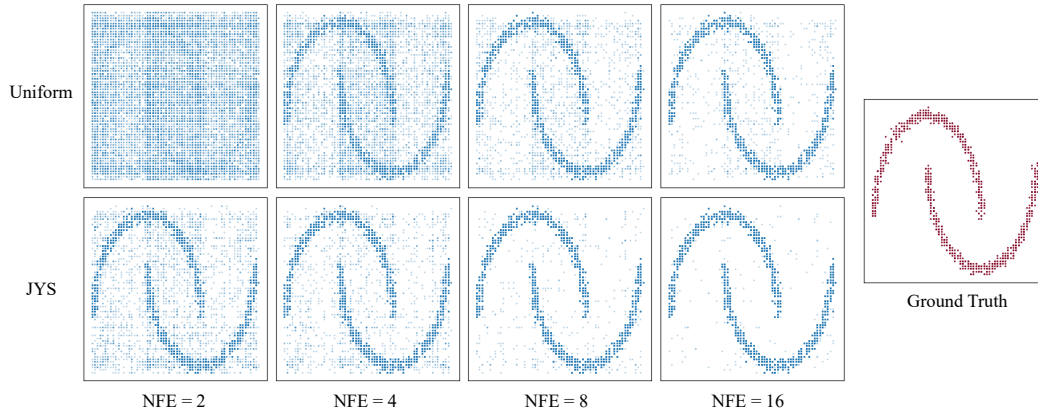 Uniform
JYS
Ground Truth
NFE = 2
NFE = 4
NFE = 8
NFE = 16